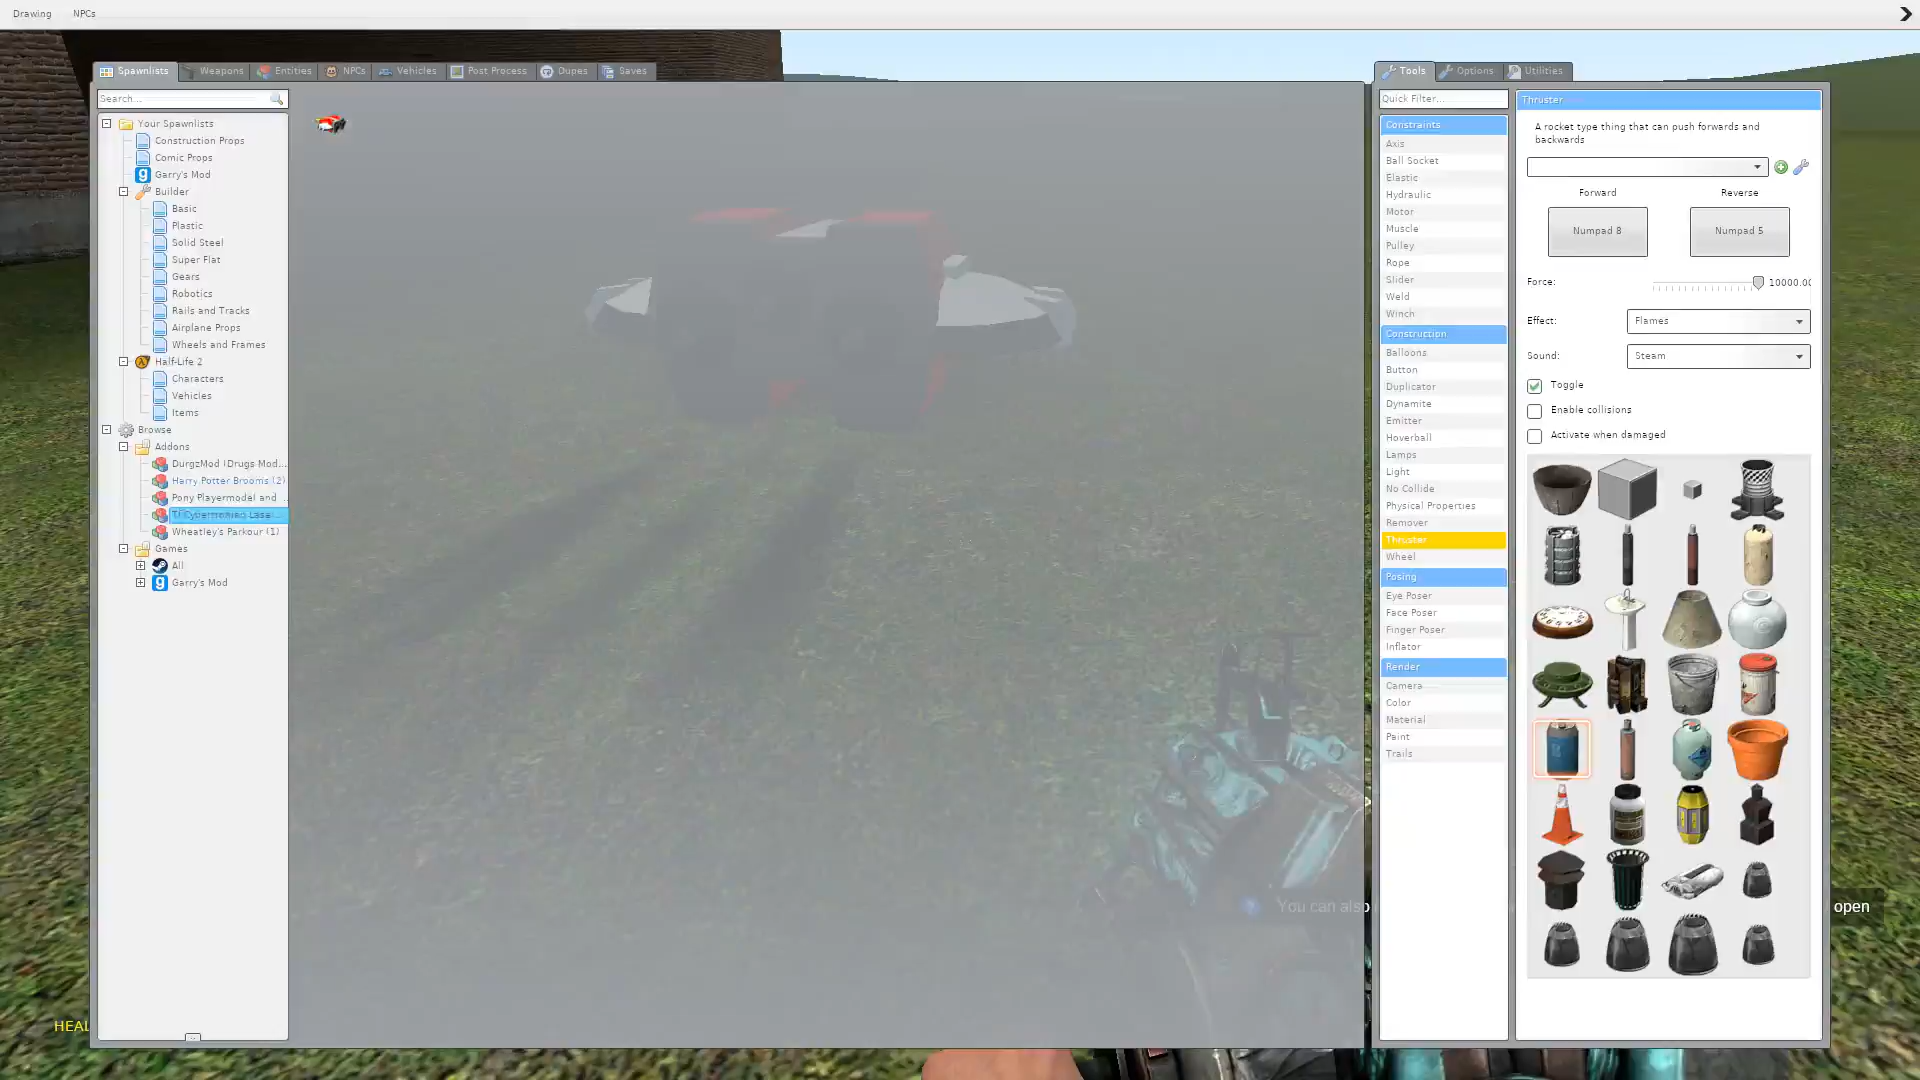 Drawing NPCs
Spawnlists Weapons Entities NPCs Vehicles Post Process Dupes Saves
Search...
Your Spawnlists
Construction Props
Comic Props
Garry's Mod
Builder
Basic
Plastic
Solid Steel
Super Flat
Gears
Robotics
Rails and Tracks
Airplane Props
Wheels and Frames
Half-Life 2
Characters
Vehicles
Items
Browse
Addons
DurgzMod (Drugs Mod...
Harry Potter Brooms (2)
Pony Playermodel and ...
Cybertronian
Wheatley's Parkour (1)
Games
All
Garry's Mod
HEAL
You can also
open
Tools Options Utilities
Quick Filter...
Constraints
Axis
Ball Socket
Elastic
Hydraulic
Motor
Muscle
Pulley
Rope
Slider
Weld
Winch
Construction
Balloons
Button
Duplicator
Dynamite
Emitter
Hoverball
Lamps
Light
No Collide
Physical Properties
Remover
Thruster
Wheel
Posing
Eye Poser
Face Poser
Finger Poser
Inflator
Render
Camera
Color
Material
Paint
Trails
Thruster
A rocket type thing that can push forwards and
backwards
Forward Reverse
Numpad 8 Numpad 5
Force: 10000.00
Effect: Flames
Sound: Steam
Toggle
Enable collisions
Activate when damaged